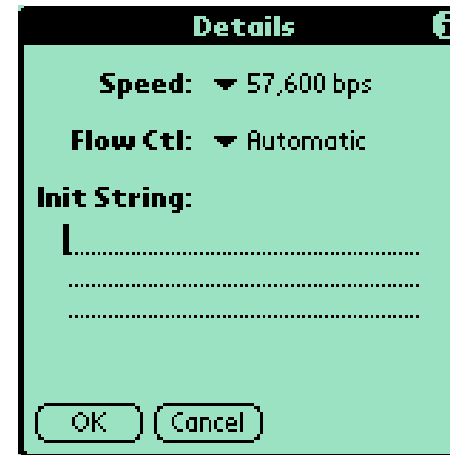 Details
Speed: 57,600 bps
Flow Ctl: Automatic
Init String:
OK Cancel